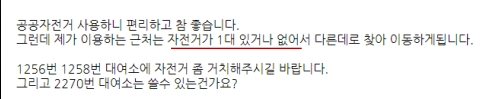 공공자전거 사용하니 편리하고 참 좋습니다.
그런데 제가 이용하는 근처는 자전거가 1대 있거나 없어서 다른데로 찾아 이동하게됩니다.
1256번 1258번 대여소에 자전거 좀 거치해주시길 바랍니다.
그리고 2270번 대여소는 쓸수 있는건가요?